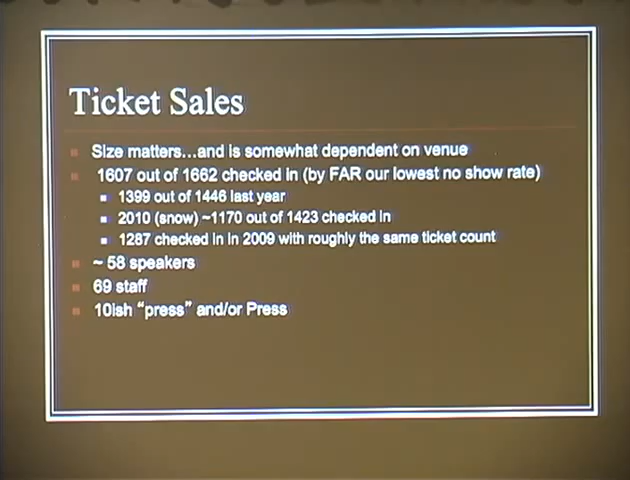 Ticket Sales
Size matters...and is somewhat dependent on venue
1607 out of 1662 checked in (by FAR our lowest no show rate)
1399 out of 1446 last year
2010 (snow) ~1170 out of 1423 checked in
1287 checked in in 2009 with roughly the same ticket count
~ 58 speakers
69 staff
10ish “press” and/or Press